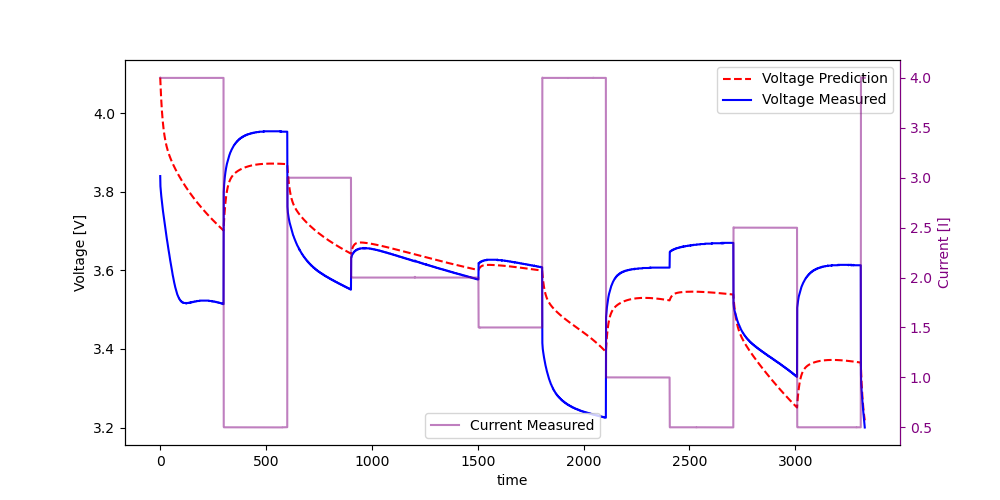 Voltage Prediction
Voltage Measured
Current Measured
Voltage [V]
4.0
3.8
3.6
3.4
3.2
Current [I]
4.0
3.5
3.0
2.5
2.0
1.5
1.0
0.5
0 500 1000 1500 2000 2500 3000
time